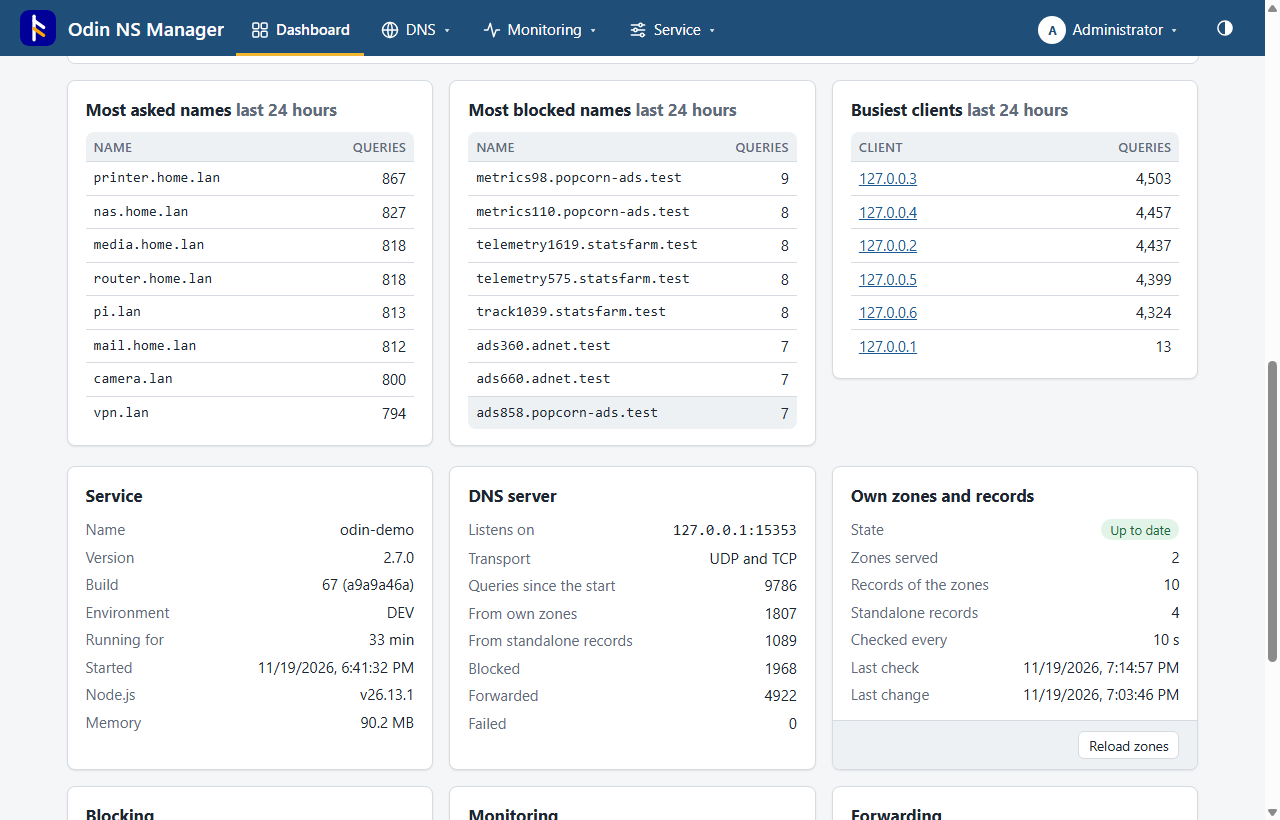 Odin NS Manager
Dashboard
DNS
Monitoring
Service
A
Administrator
Most asked names last 24 hours
NAME QUERIES
printer.home.lan 867
nas.home.lan 827
media.home.lan 818
router.home.lan 818
pi.lan 813
mail.home.lan 812
camera.lan 800
vpn.lan 794
Most blocked names last 24 hours
NAME QUERIES
metrics98.popcorn-ads.test 9
metrics110.popcorn-ads.test 8
telemetry1619.statsfarm.test 8
telemetry575.statsfarm.test 8
track1039.statsfarm.test 8
ads360.adnet.test 7
ads660.adnet.test 7
ads858.popcorn-ads.test 7
Busiest clients last 24 hours
CLIENT QUERIES
127.0.0.3 4,503
127.0.0.4 4,457
127.0.0.2 4,437
127.0.0.5 4,399
127.0.0.6 4,324
127.0.0.1 13
Service
Name odin-demo
Version 2.7.0
Build 67 (a9a9a46a)
Environment DEV
Running for 33 min
Started 11/19/2026, 6:41:32 PM
Node.js v26.13.1
Memory 90.2 MB
DNS server
Listens on 127.0.0.1:15353
Transport UDP and TCP
Queries since the start 9786
From own zones 1807
From standalone records 1089
Blocked 1968
Forwarded 4922
Failed 0
Own zones and records
State Up to date
Zones served 2
Records of the zones 10
Standalone records 4
Checked every 10 s
Last check 11/19/2026, 7:14:57 PM
Last change 11/19/2026, 7:03:46 PM
Reload zones
Blocking
Monitoring
Forwarding